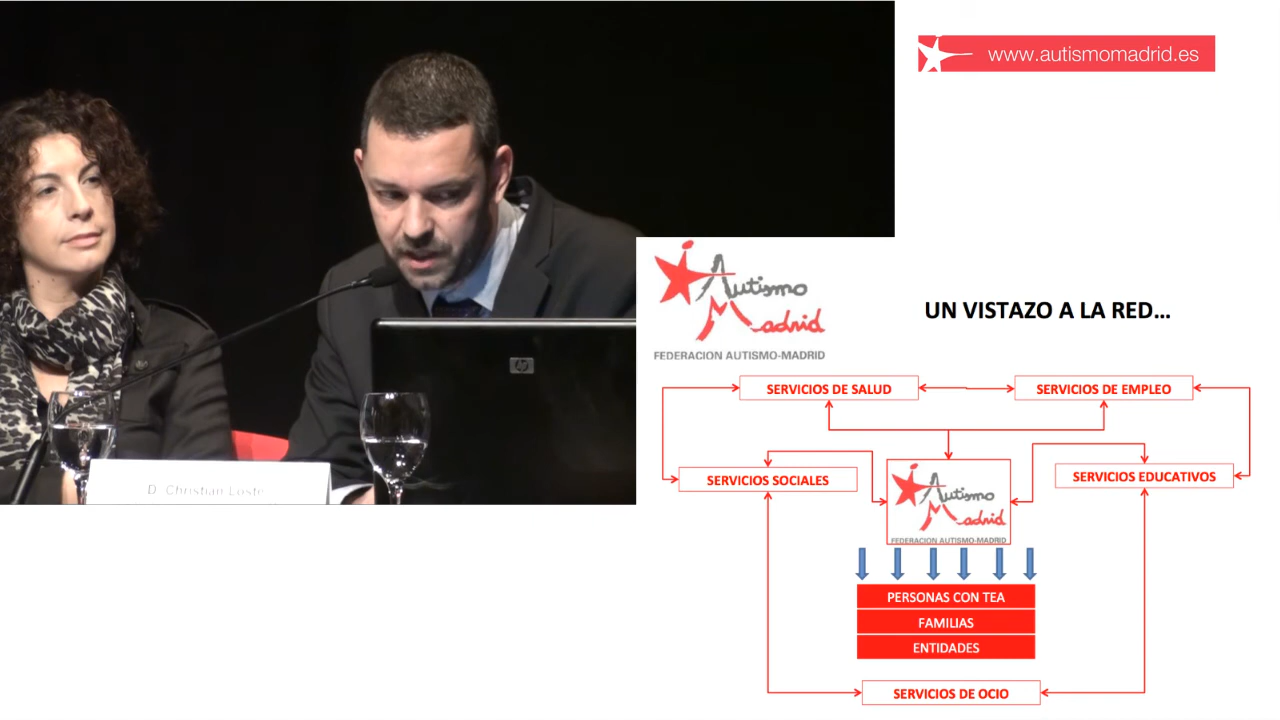 www.autismomadrid.es
Autismo
Madrid
FEDERACION AUTISMO-MADRID
UN VISTAZO A LA RED...
SERVICIOS DE SALUD
SERVICIOS DE EMPLEO
SERVICIOS SOCIALES
SERVICIOS EDUCATIVOS
Autismo
Madrid
FEDERACION AUTISMO-MADRID
PERSONAS CON TEA
FAMILIAS
ENTIDADES
SERVICIOS DE OCIO
hp
D. Christian Loste